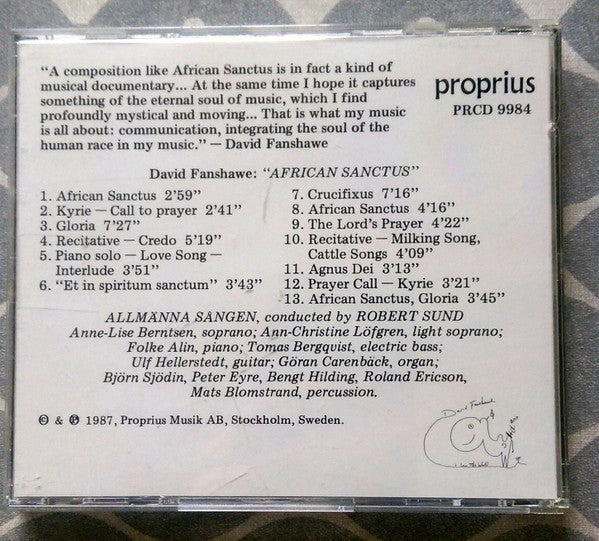 “A composition like African Sanctus is in fact a kind of
musical documentary... At the same time I hope it captures
something of the eternal soul of music, which I find
profoundly mystical and moving... That is what my music
is all about: communication, integrating the soul of the
human race in my music.” — David Fanshawe
proprius
PRCD 9984
David Fanshawe: “AFRICAN SANCTUS”
1. African Sanctus 2’59”
2. Kyrie — Call to prayer 2’41”
3. Gloria 7’27”
4. Recitative — Credo 5’19”
5. Piano solo — Love Song —
Interlude 3’51”
6. “Et in spiritum sanctum” 3’43”
7. Crucifixus 7’16”
8. African Sanctus 4’16”
9. The Lord’s Prayer 4’22”
10. Recitative — Milking Song,
Cattle Songs 4’09”
11. Agnus Dei 3’13”
12. Prayer Call — Kyrie 3’21”
13. African Sanctus, Gloria 3’45”
ALLMÄNNA SÅNGEN, conducted by ROBERT SUND
Anne-Lise Berntsen, soprano; Ann-Christine Löfgren, light soprano;
Folke Alin, piano; Tomas Bergqvist, electric bass;
Ulf Hellerstedt, guitar; Göran Carenbäck, organ;
Björn Sjödin, Peter Eyre, Bengt Hilding, Roland Ericson,
Mats Blomstrand, percussion.
© & ℗ 1987, Proprius Musik AB, Stockholm, Sweden.
David Fanshawe